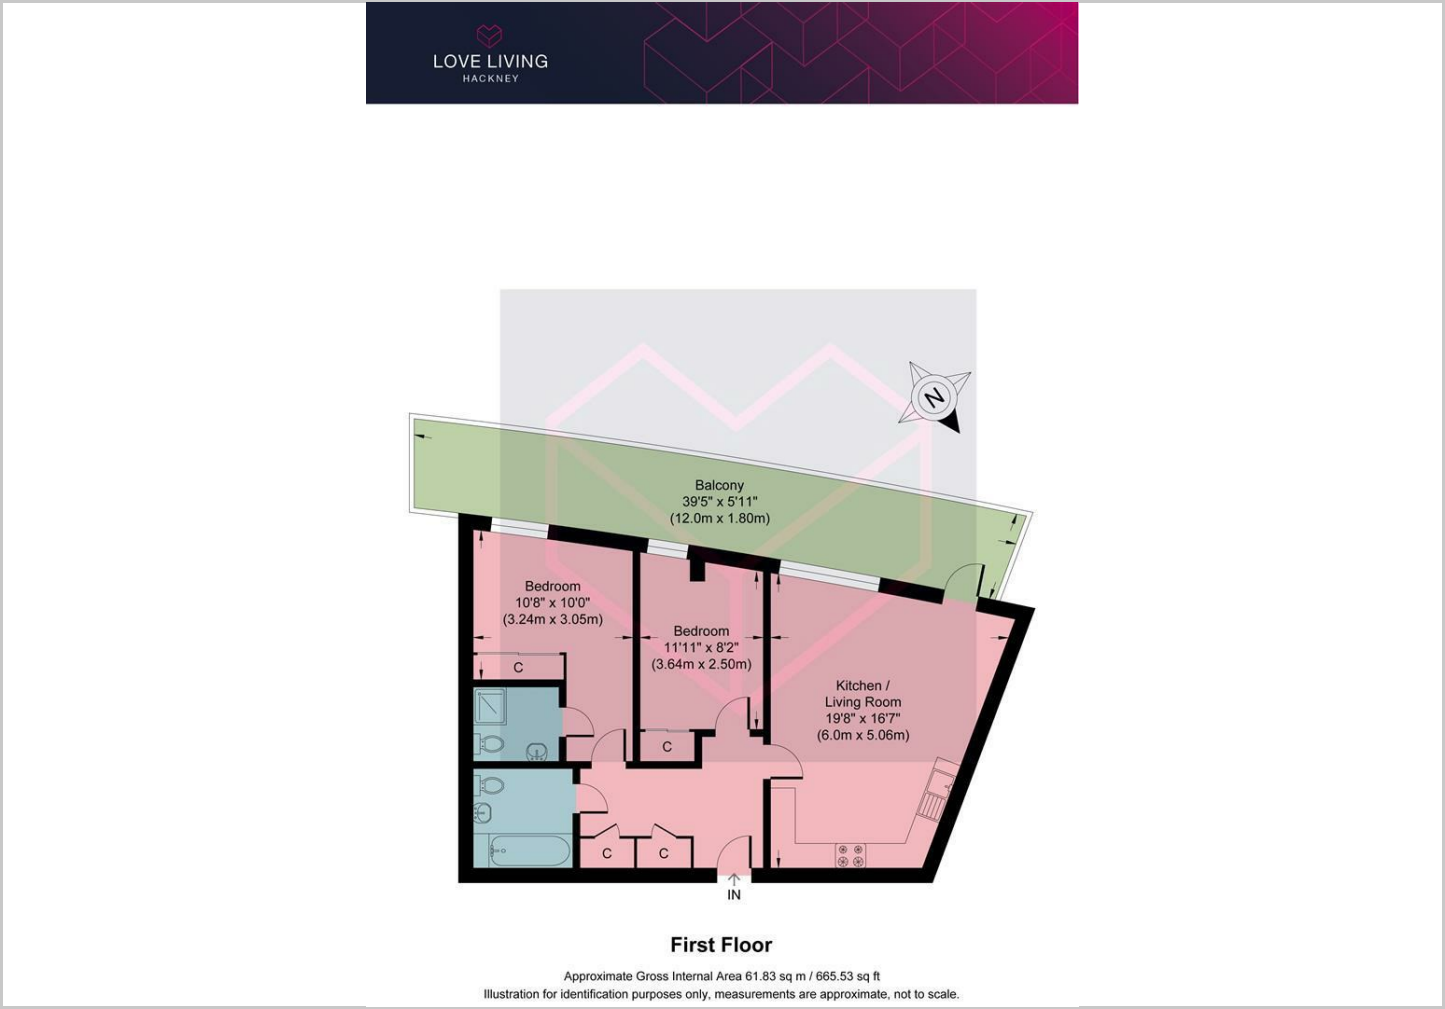 LOVE LIVING
HACKNEY
N
Balcony
39'5" x 5'11"
(12.0m x 1.80m)
Bedroom
10'8" x 10'0"
(3.24m x 3.05m)
Bedroom
11'11" x 8'2"
(3.64m x 2.50m)
C
Kitchen /
Living Room
19'8" x 16'7"
(6.0m x 5.06m)
C
C
C
IN
First Floor
Approximate Gross Internal Area 61.83 sq m / 665.53 sq ft
Illustration for identification purposes only, measurements are approximate, not to scale.